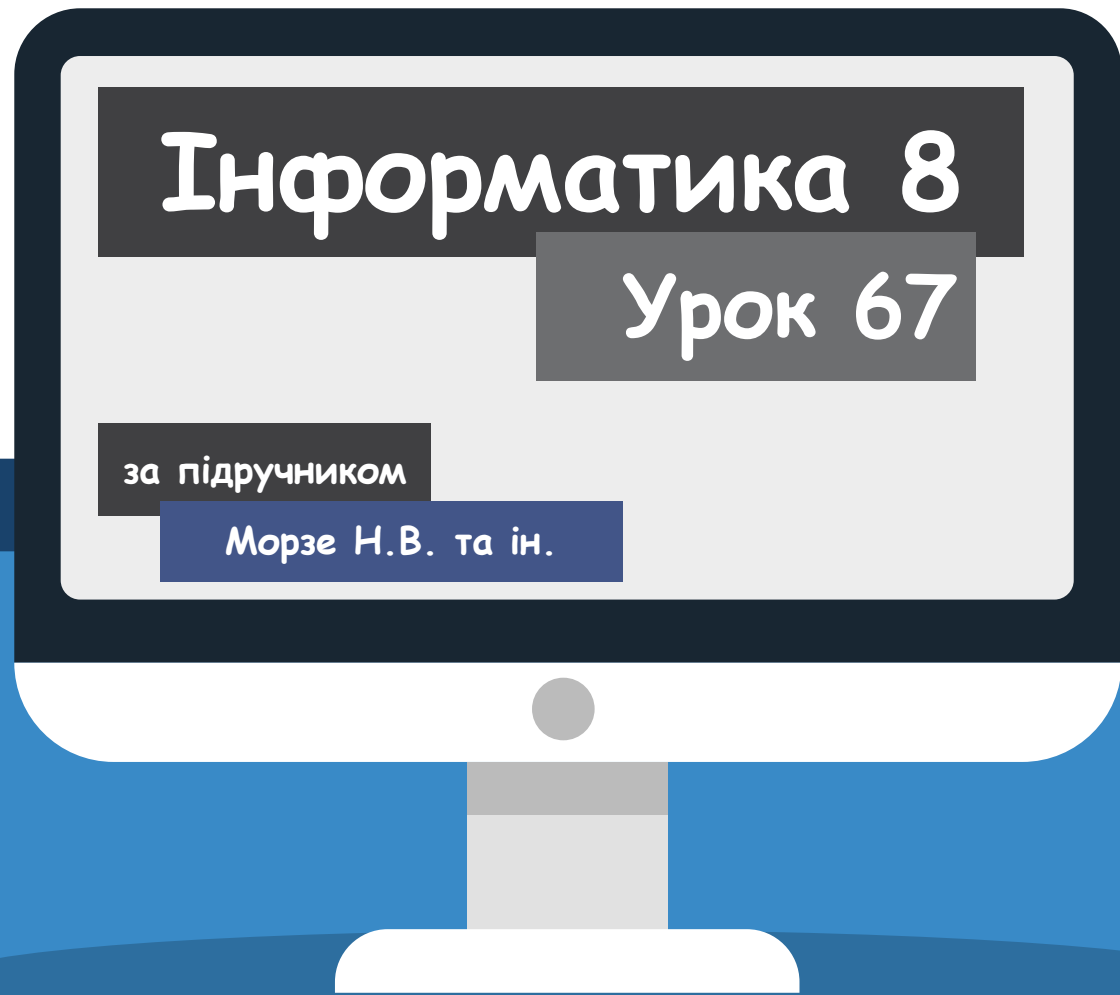 Інформатика 8
Урок 67
за підручником
Морзе Н.В. та ін.